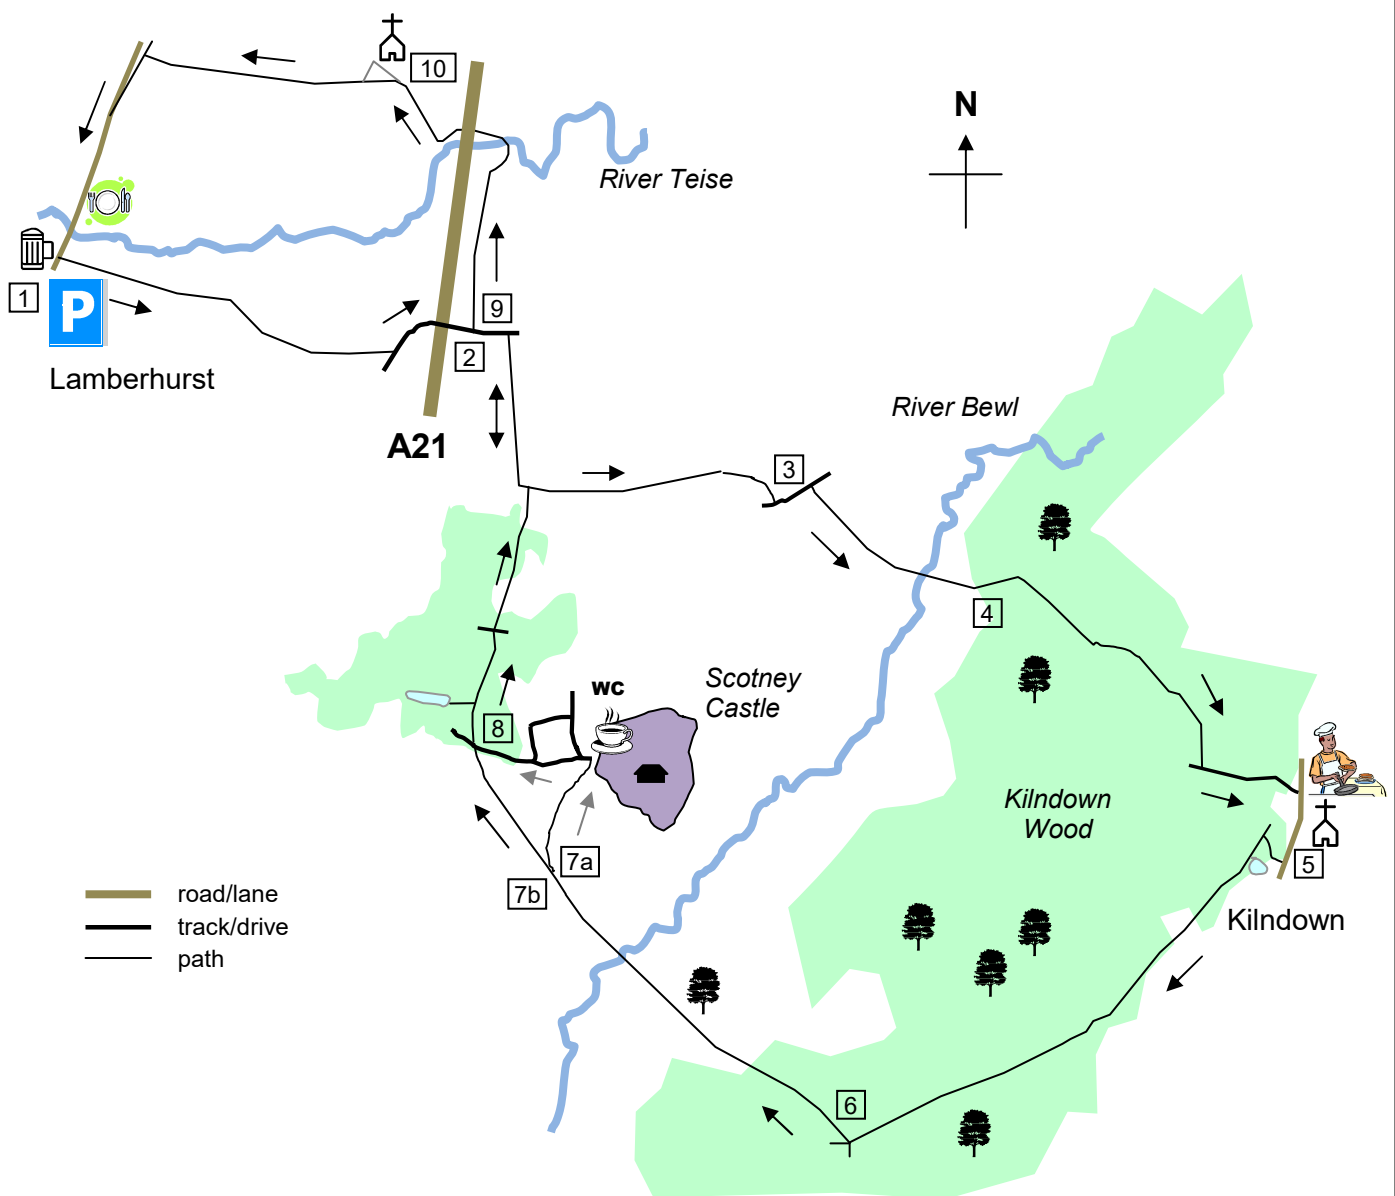 10
N
River Teise
1
P
9
2
Lamberhurst
River Bewl
A21
3
4
wc
Scotney
Castle
8
Kilndown
Wood
7a
5
7b
road/lane
Kilndown
track/drive
path
6